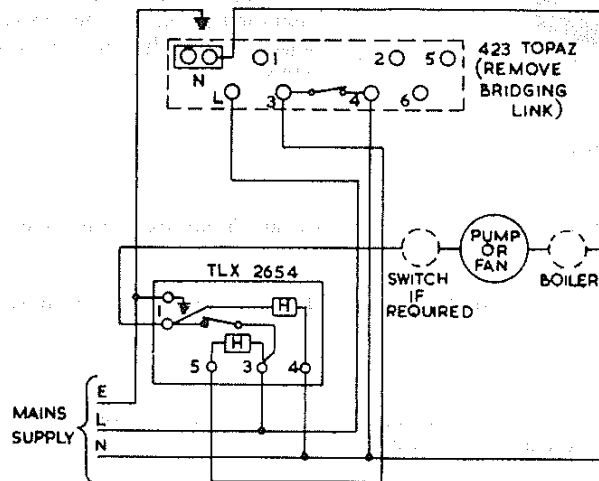 423 TOPAZ
(REMOVE
BRIDGING
LINK)
N
1
2
5
L
3
4
6
TLX 2654
PUMP
OR
FAN
SWITCH
IF
REQUIRED
BOILER
1
H
H
5
3
4
MAINS
SUPPLY
E
L
N